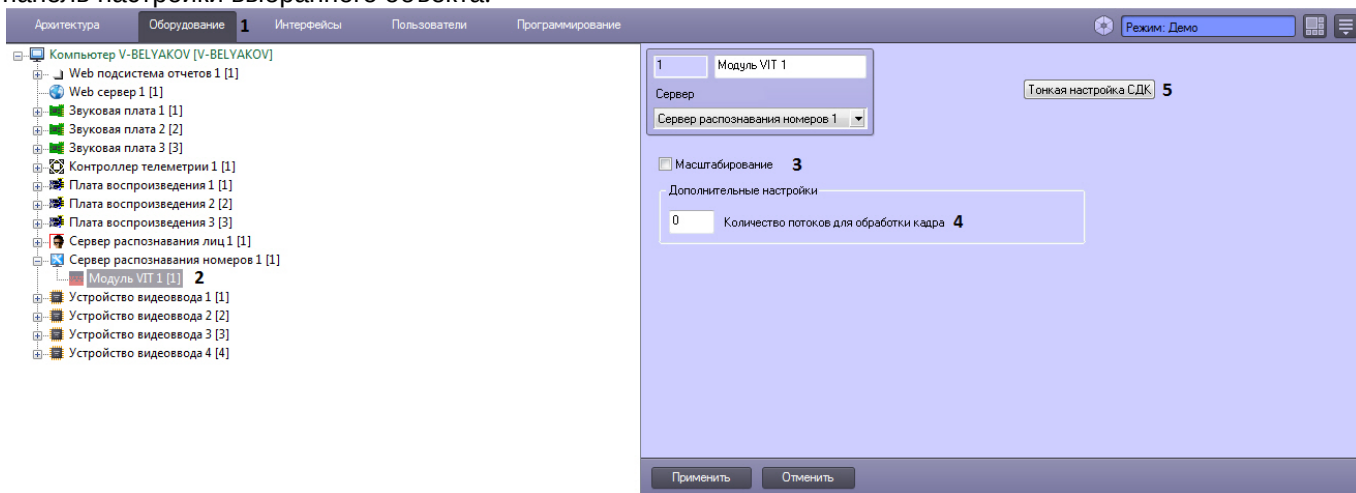 панель настройки выбранного объекта.
Архитектура Оборудование 1 Интерфейсы Пользователи Программирование Режим: Демо
Компьютер V-BELYAKOV [V-BELYAKOV]
Web подсистема отчетов 1 [1]
Web сервер 1 [1]
Звуковая плата 1 [1]
Звуковая плата 2 [2]
Звуковая плата 3 [3]
Контроллер телеметрии 1 [1]
Плата воспроизведения 1 [1]
Плата воспроизведения 2 [2]
Плата воспроизведения 3 [3]
Сервер распознавания лиц 1 [1]
Сервер распознавания номеров 1 [1]
Модуль VIT 1 [1] 2
Устройство видеоввода 1 [1]
Устройство видеоввода 2 [2]
Устройство видеоввода 3 [3]
Устройство видеоввода 4 [4]
1 Модуль VIT 1
Сервер
Сервер распознавания номеров 1
Тонкая настройка СДК 5
Масштабирование 3
Дополнительные настройки
0 Количество потоков для обработки кадра 4
Применить Отменить